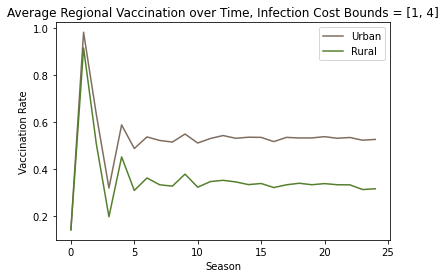 Average Regional Vaccination over Time, Infection Cost Bounds = [1, 4]
Urban
Rural
1.0
0.8
0.6
0.4
0.2
Vaccination Rate
0
5
10
15
20
25
Season